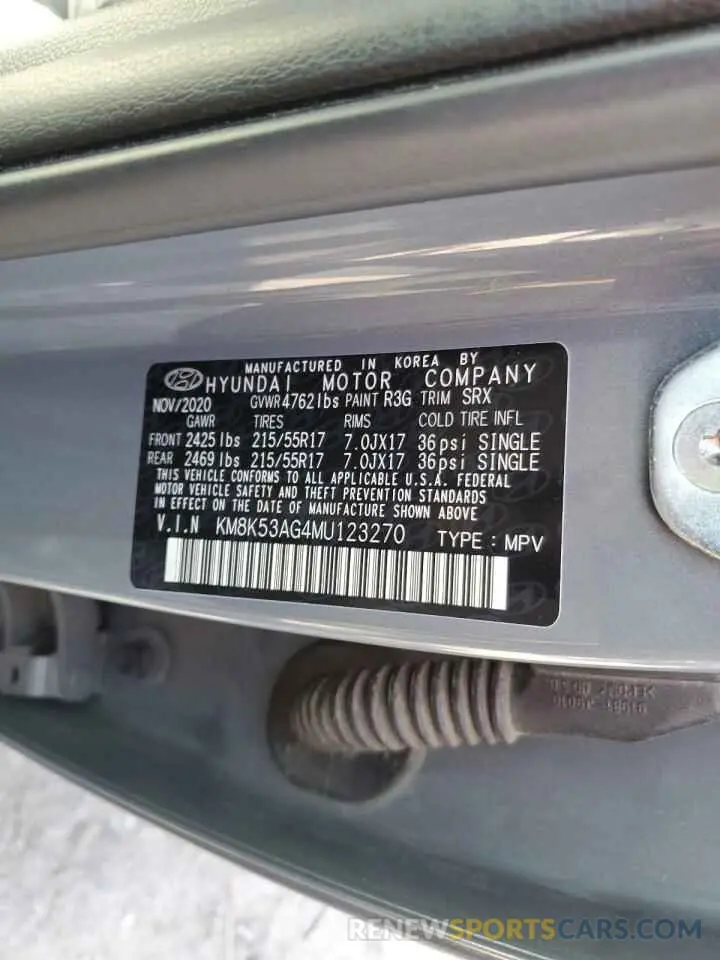 MANUFACTURED IN KOREA BY
HYUNDAI MOTOR COMPANY
NOV/2020 GVWR 4762 lbs PAINT R3G TRIM SRX
GAWR TIRES RIMS COLD TIRE INFL
FRONT 2425 lbs 215/55R17 7.0JX17 36psi SINGLE
REAR 2469 lbs 215/55R17 7.0JX17 36psi SINGLE
THIS VEHICLE CONFORMS TO ALL APPLICABLE U.S.A. FEDERAL
MOTOR VEHICLE SAFETY AND THEFT PREVENTION STANDARDS
IN EFFECT ON THE DATE OF MANUFACTURE SHOWN ABOVE
V.I.N KM8K53AG4MU123270 TYPE : MPV
RENEWSPORTSCARS.COM